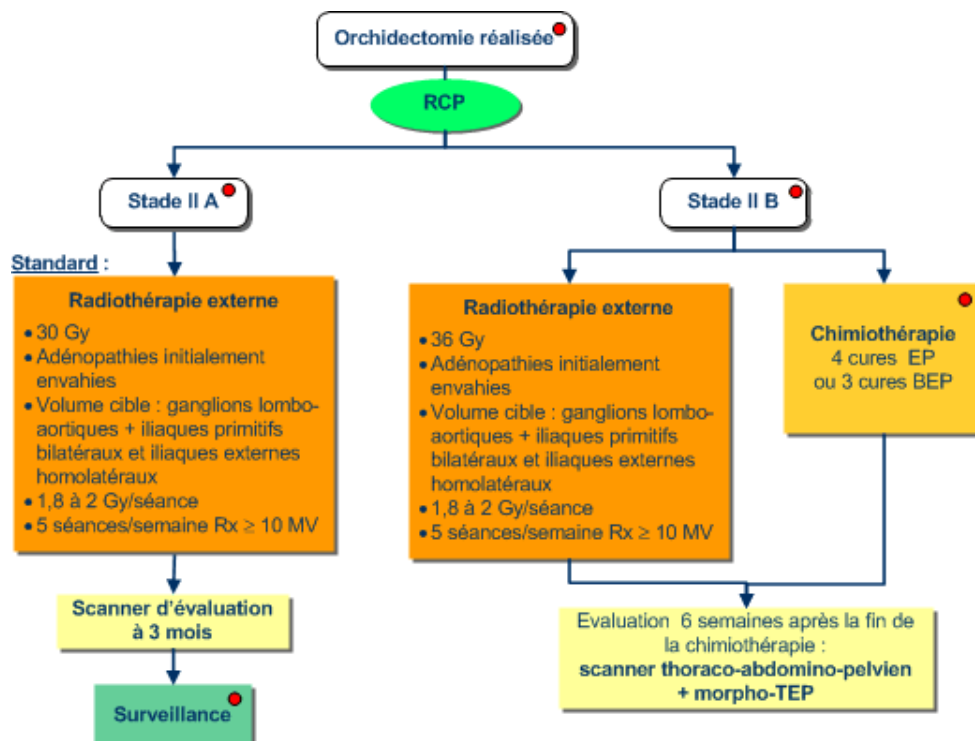 Orchidectomie réalisée
RCP
Stade II A
Stade II B
Standard :
Radiothérapie externe
• 30 Gy
• Adénopathies initialement
envahies
• Volume cible : ganglions lombo-
aortiques + iliaques primitifs
bilatéraux et iliaques externes
homolatéraux
• 1,8 à 2 Gy/séance
• 5 séances/semaine Rx ≥ 10 MV
Radiothérapie externe
• 36 Gy
• Adénopathies initialement
envahies
• Volume cible : ganglions lombo-
aortiques + iliaques primitifs
bilatéraux et iliaques externes
homolatéraux
• 1,8 à 2 Gy/séance
• 5 séances/semaine Rx ≥ 10 MV
Chimiothérapie
4 cures EP
ou 3 cures BEP
Scanner d'évaluation
à 3 mois
Evaluation 6 semaines après la fin de
la chimiothérapie :
scanner thoraco-abdomino-pelvien
+ morpho-TEP
Surveillance